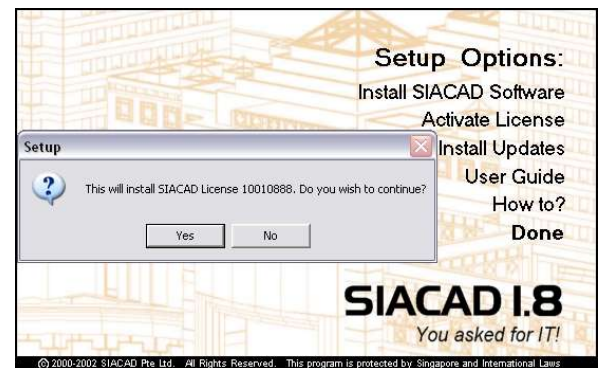 Setup Options:
Install SIACAD Software
Activate License
Install Updates
User Guide
How to?
Done
Setup
This will install SIACAD License 10010888. Do you wish to continue?
Yes
No
SIACAD 1.8
You asked for IT!
© 2000-2002 SIACAD Pte Ltd. All Rights Reserved. This program is protected by Singapore and International Laws